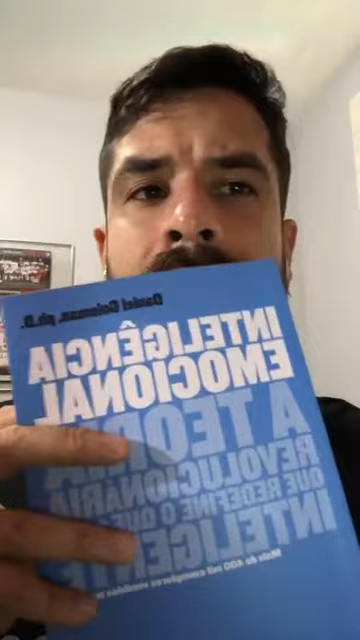 Daniel Goleman, ph.D.
INTELIGÊNCIA
EMOCIONAL
A TEORIA
REVOLUCIONÁRIA
QUE REDEFINE O QUE É
INTELIGENTE
Mais de 400 mil exemplares vendidos